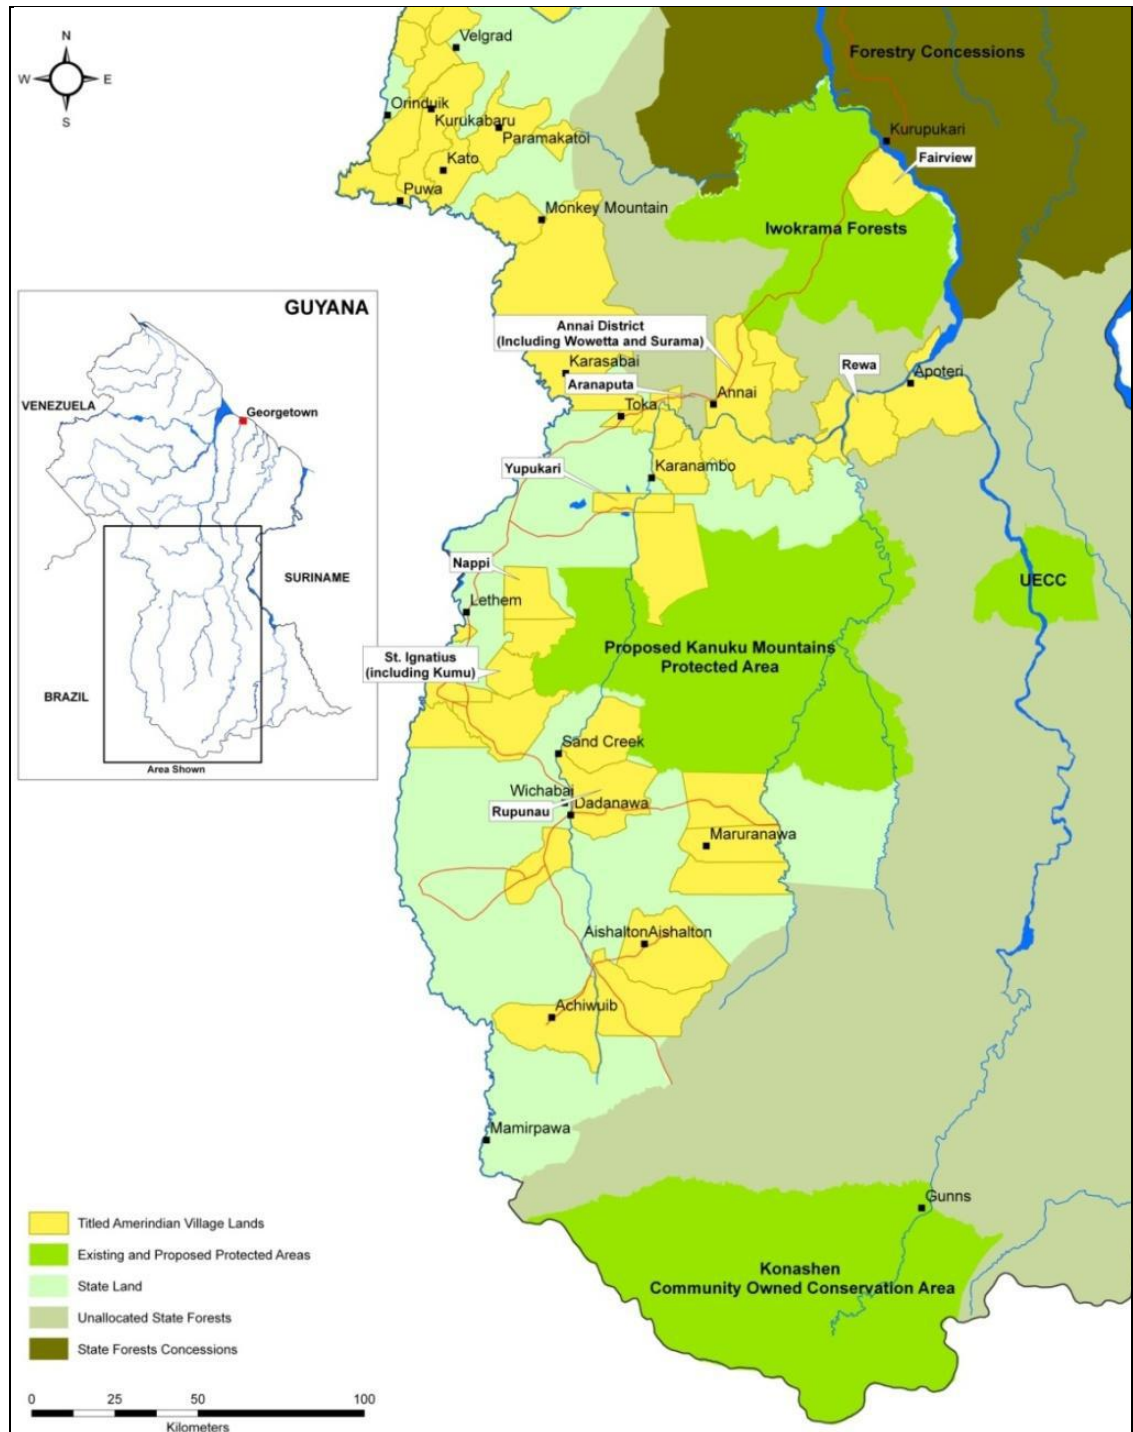 N
W
E
S
Velgrad
Forestry Concessions
Orinduik
Kurukabaru
Paramakatoi
Kurupukari
Fairview
Kato
Puwa
Monkey Mountain
Iwokrama Forests
GUYANA
VENEZUELA
Georgetown
SURINAME
BRAZIL
Area Shown
Annai District
(Including Wowetta and Surama)
Karasabai
Aranaputa
Rewa
Apoteri
Toka
Annai
Yupukari
Karanambo
Nappi
Lethem
UECC
St. Ignatius
(including Kumu)
Proposed Kanuku Mountains
Protected Area
Sand Creek
Wichabai
Rupunau
Dadanawa
Maruranawa
AishaltonAishalton
Achiwuib
Mamirpawa
Gunns
Konashen
Community Owned Conservation Area
Titled Amerindian Village Lands
Existing and Proposed Protected Areas
State Land
Unallocated State Forests
State Forests Concessions
0 25 50 100
Kilometers